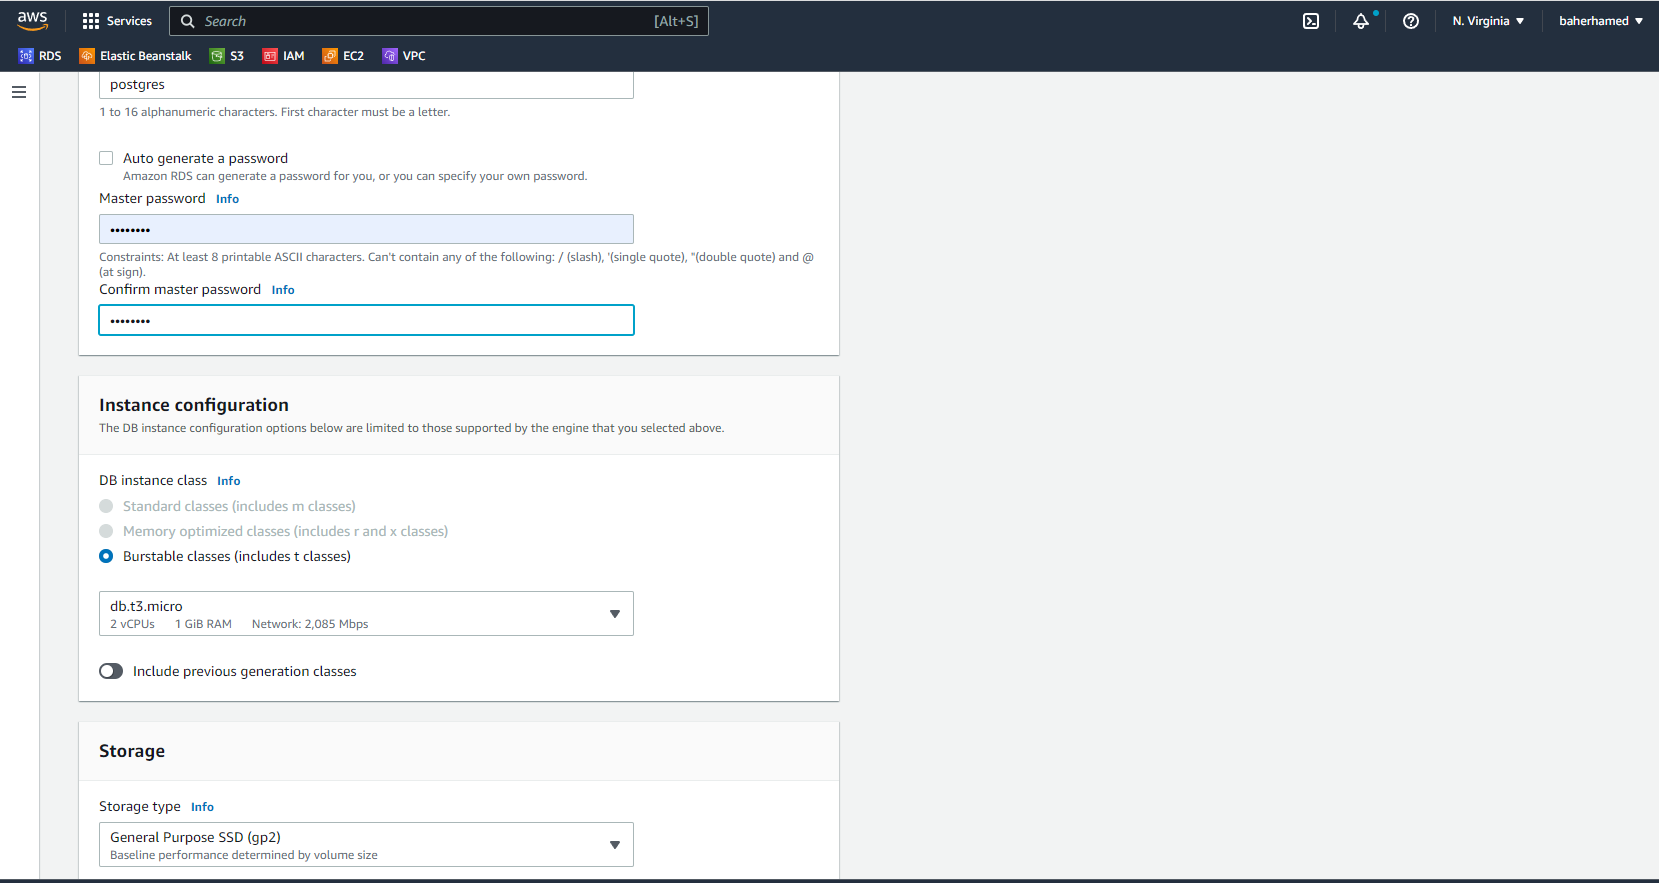 aws
Services
Search
[Alt+S]
N. Virginia
baherhamed
RDS
Elastic Beanstalk
S3
IAM
EC2
VPC
postgres
1 to 16 alphanumeric characters. First character must be a letter.
Auto generate a password
Amazon RDS can generate a password for you, or you can specify your own password.
Master password Info
••••••••
Constraints: At least 8 printable ASCII characters. Can't contain any of the following: / (slash), '(single quote), "(double quote) and @
(at sign).
Confirm master password Info
••••••••
Instance configuration
The DB instance configuration options below are limited to those supported by the engine that you selected above.
DB instance class Info
Standard classes (includes m classes)
Memory optimized classes (includes r and x classes)
Burstable classes (includes t classes)
db.t3.micro
2 vCPUs 1 GiB RAM Network: 2,085 Mbps
Include previous generation classes
Storage
Storage type Info
General Purpose SSD (gp2)
Baseline performance determined by volume size